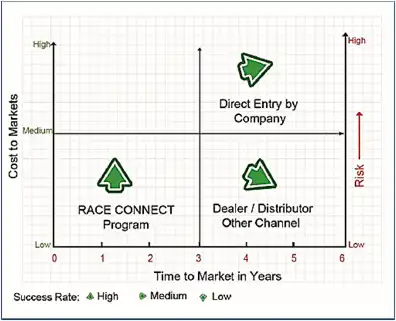 High
High
Direct Entry by
Company
Cost to Markets
Medium
Risk
RACE CONNECT
Program
Dealer / Distributor
Other Channel
Low
Low
0 1 2 3 4 5 6
Time to Market in Years
Success Rate: High Medium Low